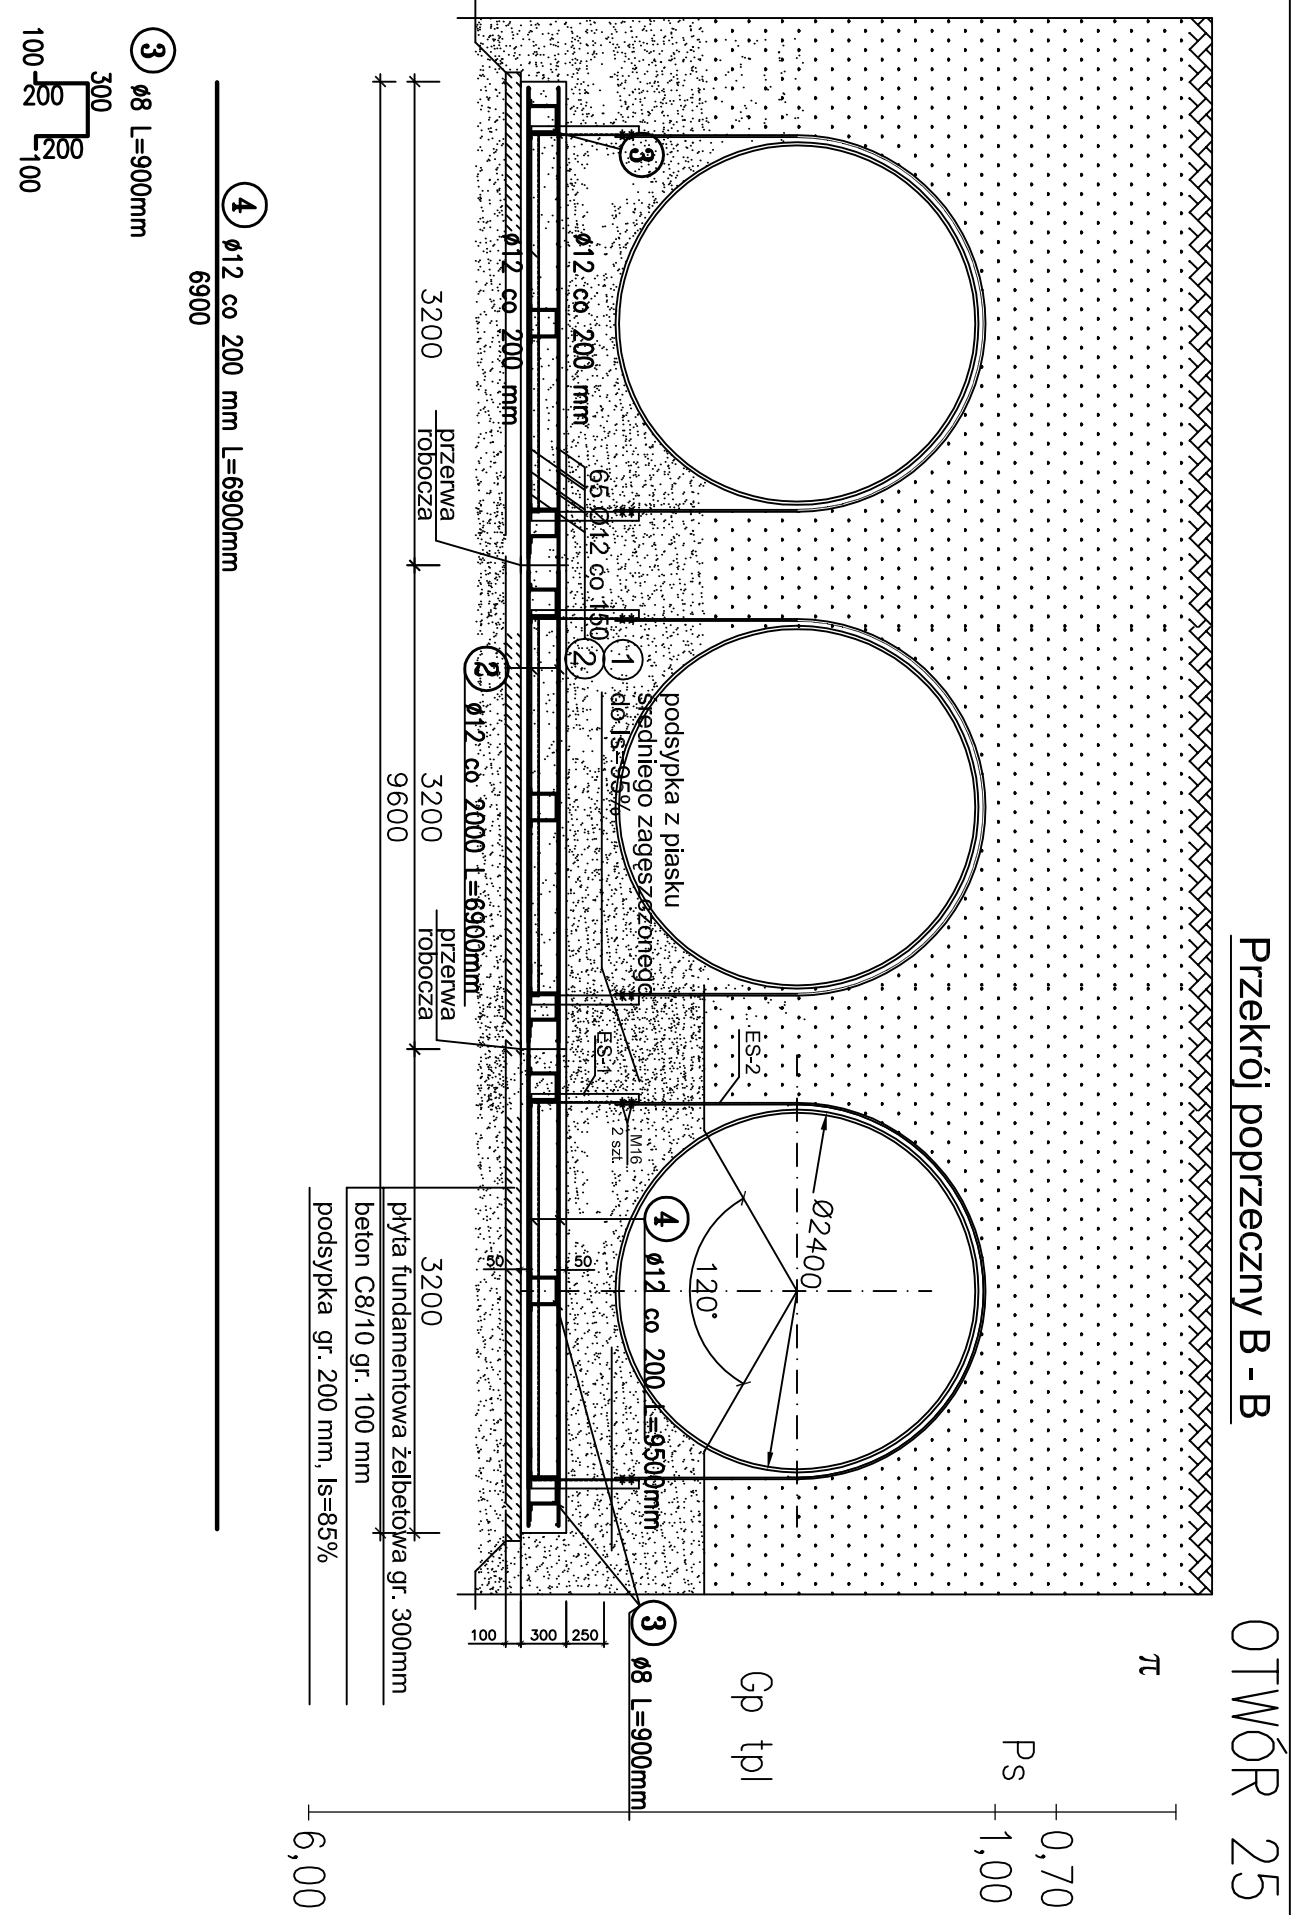 Przekrój poprzeczny B - B
OTWÓR 25
π
Ps
Gp tpl
0,70
1,00
6,00
ES-2
ES-1
M16
2 szt.
Ø2400
120°
podsypka z piasku
średniego zagęszczonego
do Is=95%
1
2
65 Ø12 co 150
3
ø12 co 200 mm
ø12 co 200 mm
2 ø12 co 2000 L=6900mm
4 ø12 co 200 L=9500mm
3 ø8 L=900mm
50
50
100
300
250
przerwa
robocza
przerwa
robocza
3200
3200
3200
9600
płyta fundamentowa żelbetowa gr. 300mm
beton C8/10 gr. 100 mm
podsypka gr. 200 mm, Is=85%
4 ø12 co 200 mm L=6900mm
6900
3 ø8 L=900mm
300
200
200
100
100